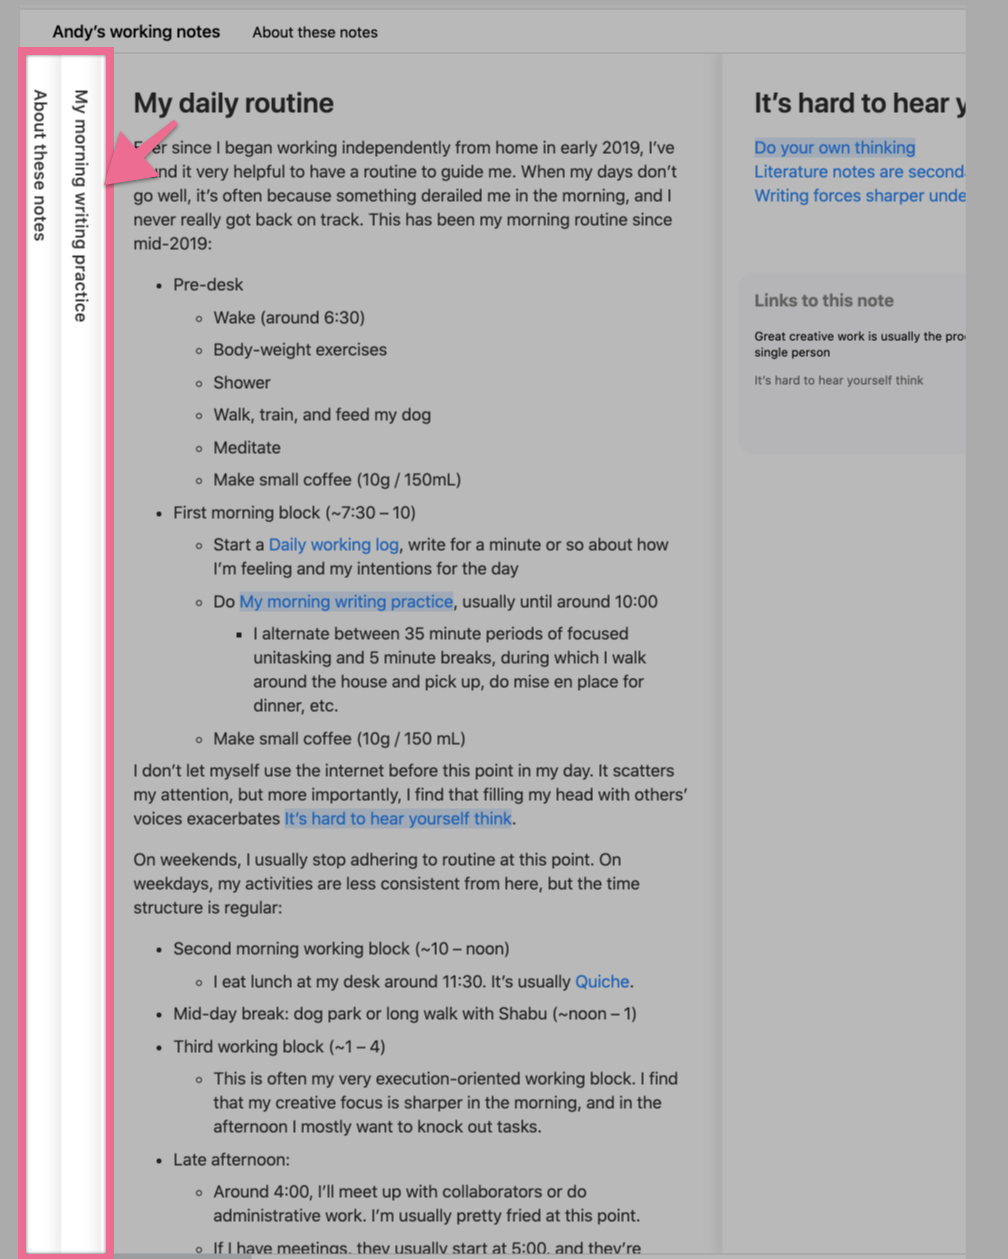 Andy’s working notes
About these notes
About these notes
My morning writing practice
My daily routine
since I began working independently from home in early 2019, I’ve
it very helpful to have a routine to guide me. When my days don’t
go well, it’s often because something derailed me in the morning, and I
never really got back on track. This has been my morning routine since
mid-2019:
• Pre-desk
◦ Wake (around 6:30)
◦ Body-weight exercises
◦ Shower
◦ Walk, train, and feed my dog
◦ Meditate
◦ Make small coffee (10g / 150mL)
• First morning block (~7:30 – 10)
◦ Start a Daily working log, write for a minute or so about how
I’m feeling and my intentions for the day
◦ Do My morning writing practice, usually until around 10:00
▪ I alternate between 35 minute periods of focused
unitasking and 5 minute breaks, during which I walk
around the house and pick up, do mise en place for
dinner, etc.
◦ Make small coffee (10g / 150 mL)
I don’t let myself use the internet before this point in my day. It scatters
my attention, but more importantly, I find that filling my head with others’
voices exacerbates It’s hard to hear yourself think.
On weekends, I usually stop adhering to routine at this point. On
weekdays, my activities are less consistent from here, but the time
structure is regular:
• Second morning working block (~10 – noon)
◦ I eat lunch at my desk around 11:30. It’s usually Quiche.
• Mid-day break: dog park or long walk with Shabu (~noon – 1)
• Third working block (~1 – 4)
◦ This is often my very execution-oriented working block. I find
that my creative focus is sharper in the morning, and in the
afternoon I mostly want to knock out tasks.
• Late afternoon:
◦ Around 4:00, I’ll meet up with collaborators or do
administrative work. I’m usually pretty fried at this point.
◦ If I have meetings, they usually start at 5:00, and they’re
It’s hard to hear y
Do your own thinking
Literature notes are second
Writing forces sharper unde
Links to this note
Great creative work is usually the pro
single person
It’s hard to hear yourself think